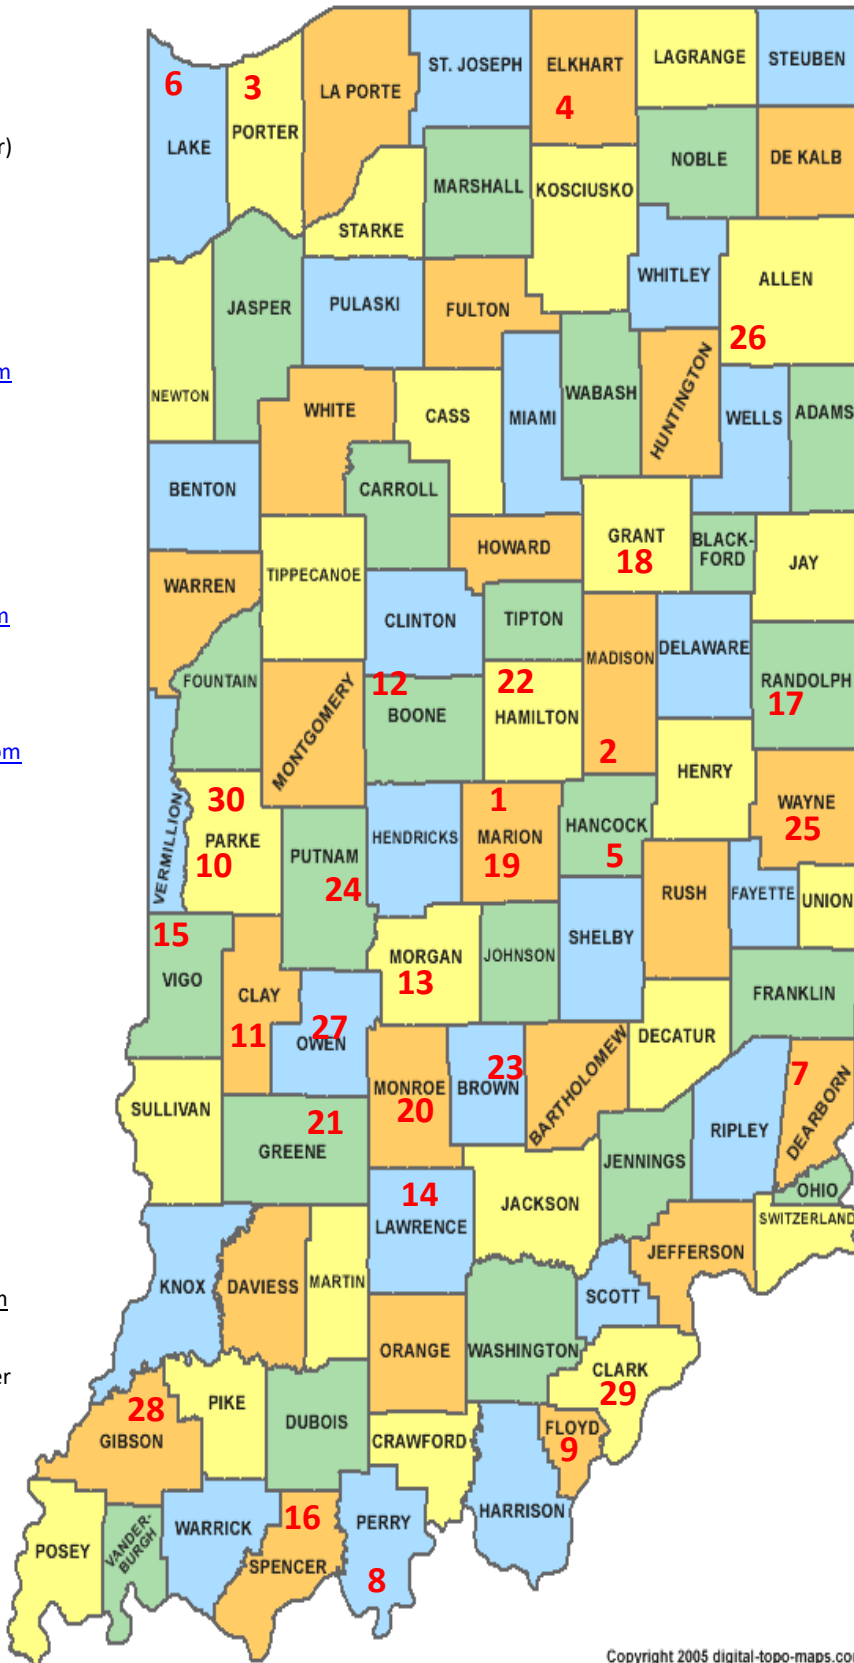 6
3
LAKE
PORTER
LA PORTE
ST. JOSEPH
ELKHART
4
LAGRANGE
STEUBEN
r)
NOBLE
DE KALB
MARSHALL
KOSCIUSKO
STARKE
WHITLEY
ALLEN
26
JASPER
PULASKI
FULTON
m
NEWTON
WHITE
CASS
MIAMI
WABASH
HUNTINGTON
WELLS
ADAMS
BENTON
CARROLL
HOWARD
GRANT
18
BLACK-
FORD
JAY
WARREN
TIPPECANOE
CLINTON
TIPTON
MADISON
2
DELAWARE
m
FOUNTAIN
MONTGOMERY
12
BOONE
22
HAMILTON
RANDOLPH
17
om
HENRY
VERMILLION
30
PARKE
10
PUTNAM
24
HENDRICKS
1
MARION
19
HANCOCK
5
WAYNE
25
RUSH
FAYETTE
UNION
15
VIGO
CLAY
11
27
OWEN
MORGAN
13
JOHNSON
SHELBY
FRANKLIN
DECATUR
SULLIVAN
21
GREENE
MONROE
20
23
BROWN
BARTHOLOMEW
7
DEARBORN
RIPLEY
JENNINGS
OHIO
SWITZERLAND
14
LAWRENCE
JACKSON
JEFFERSON
KNOX
DAVIESS
MARTIN
SCOTT
m
ORANGE
WASHINGTON
CLARK
29
er
28
GIBSON
PIKE
DUBOIS
CRAWFORD
FLOYD
9
HARRISON
POSEY
VANDER-
BURGH
WARRICK
16
SPENCER
PERRY
8
Copyright 2005 digital-topo-maps.com